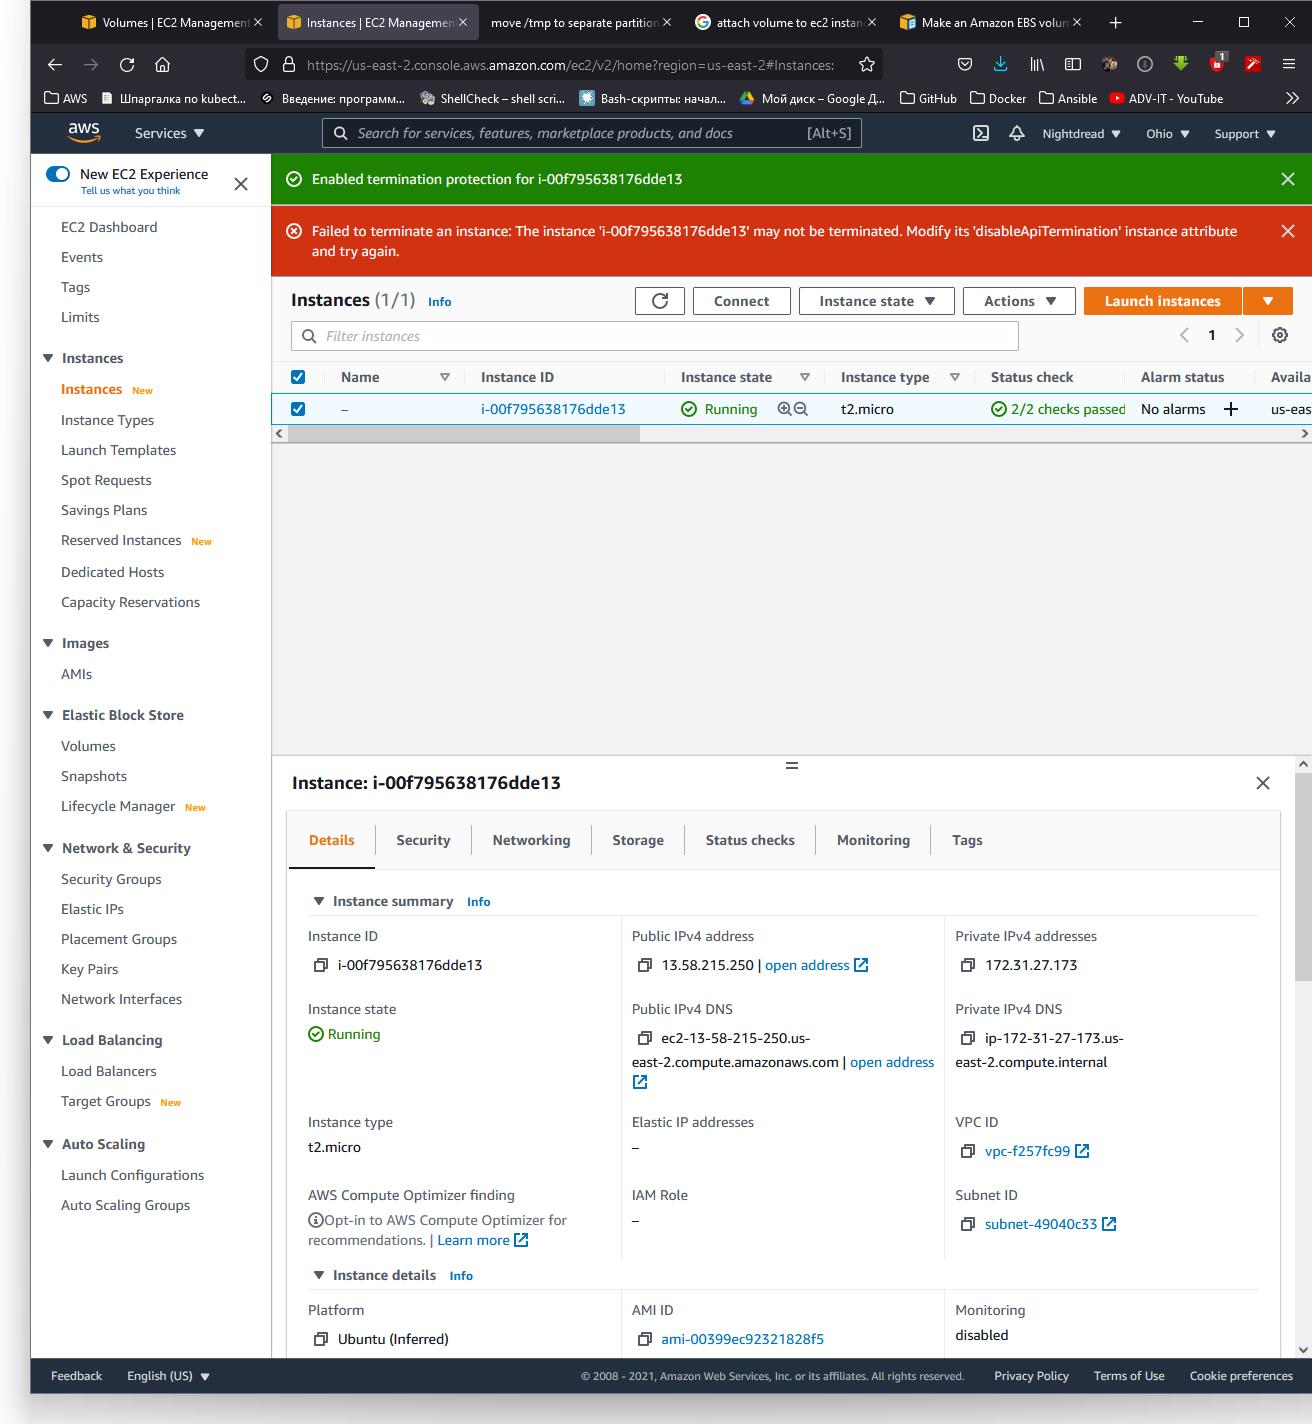 Volumes | EC2 Management
Instances | EC2 Managemen
move /tmp to separate partition
attach volume to ec2 instan
Make an Amazon EBS volum
https://us-east-2.console.aws.amazon.com/ec2/v2/home?region=us-east-2#Instances:
1
AWS
Шпаргалка по kubect...
Введение: программ...
ShellCheck – shell scri...
Bash-скрипты: начал...
Мой диск – Google Д...
GitHub
Docker
Ansible
ADV-IT - YouTube
aws
Services
Search for services, features, marketplace products, and docs
[Alt+S]
Nightdread
Ohio
Support
New EC2 Experience
Tell us what you think
EC2 Dashboard
Events
Tags
Limits
Instances
Instances New
Instance Types
Launch Templates
Spot Requests
Savings Plans
Reserved Instances New
Dedicated Hosts
Capacity Reservations
Images
AMIs
Elastic Block Store
Volumes
Snapshots
Lifecycle Manager New
Network & Security
Security Groups
Elastic IPs
Placement Groups
Key Pairs
Network Interfaces
Load Balancing
Load Balancers
Target Groups New
Auto Scaling
Launch Configurations
Auto Scaling Groups
Enabled termination protection for i-00f795638176dde13
Failed to terminate an instance: The instance 'i-00f795638176dde13' may not be terminated. Modify its 'disableApiTermination' instance attribute
and try again.
Instances (1/1) Info
Connect
Instance state
Actions
Launch instances
Filter instances
1
Name
Instance ID
Instance state
Instance type
Status check
Alarm status
Availa
–
i-00f795638176dde13
Running
t2.micro
2/2 checks passed
No alarms
us-eas
Instance: i-00f795638176dde13
Details
Security
Networking
Storage
Status checks
Monitoring
Tags
Instance summary Info
Instance ID
i-00f795638176dde13
Public IPv4 address
13.58.215.250 | open address
Private IPv4 addresses
172.31.27.173
Instance state
Running
Public IPv4 DNS
ec2-13-58-215-250.us-
east-2.compute.amazonaws.com | open address
Private IPv4 DNS
ip-172-31-27-173.us-
east-2.compute.internal
Instance type
t2.micro
Elastic IP addresses
–
VPC ID
vpc-f257fc99
AWS Compute Optimizer finding
Opt-in to AWS Compute Optimizer for
recommendations. | Learn more
IAM Role
–
Subnet ID
subnet-49040c33
Instance details Info
Platform
Ubuntu (Inferred)
AMI ID
ami-00399ec92321828f5
Monitoring
disabled
Feedback
English (US)
© 2008 - 2021, Amazon Web Services, Inc. or its affiliates. All rights reserved.
Privacy Policy
Terms of Use
Cookie preferences